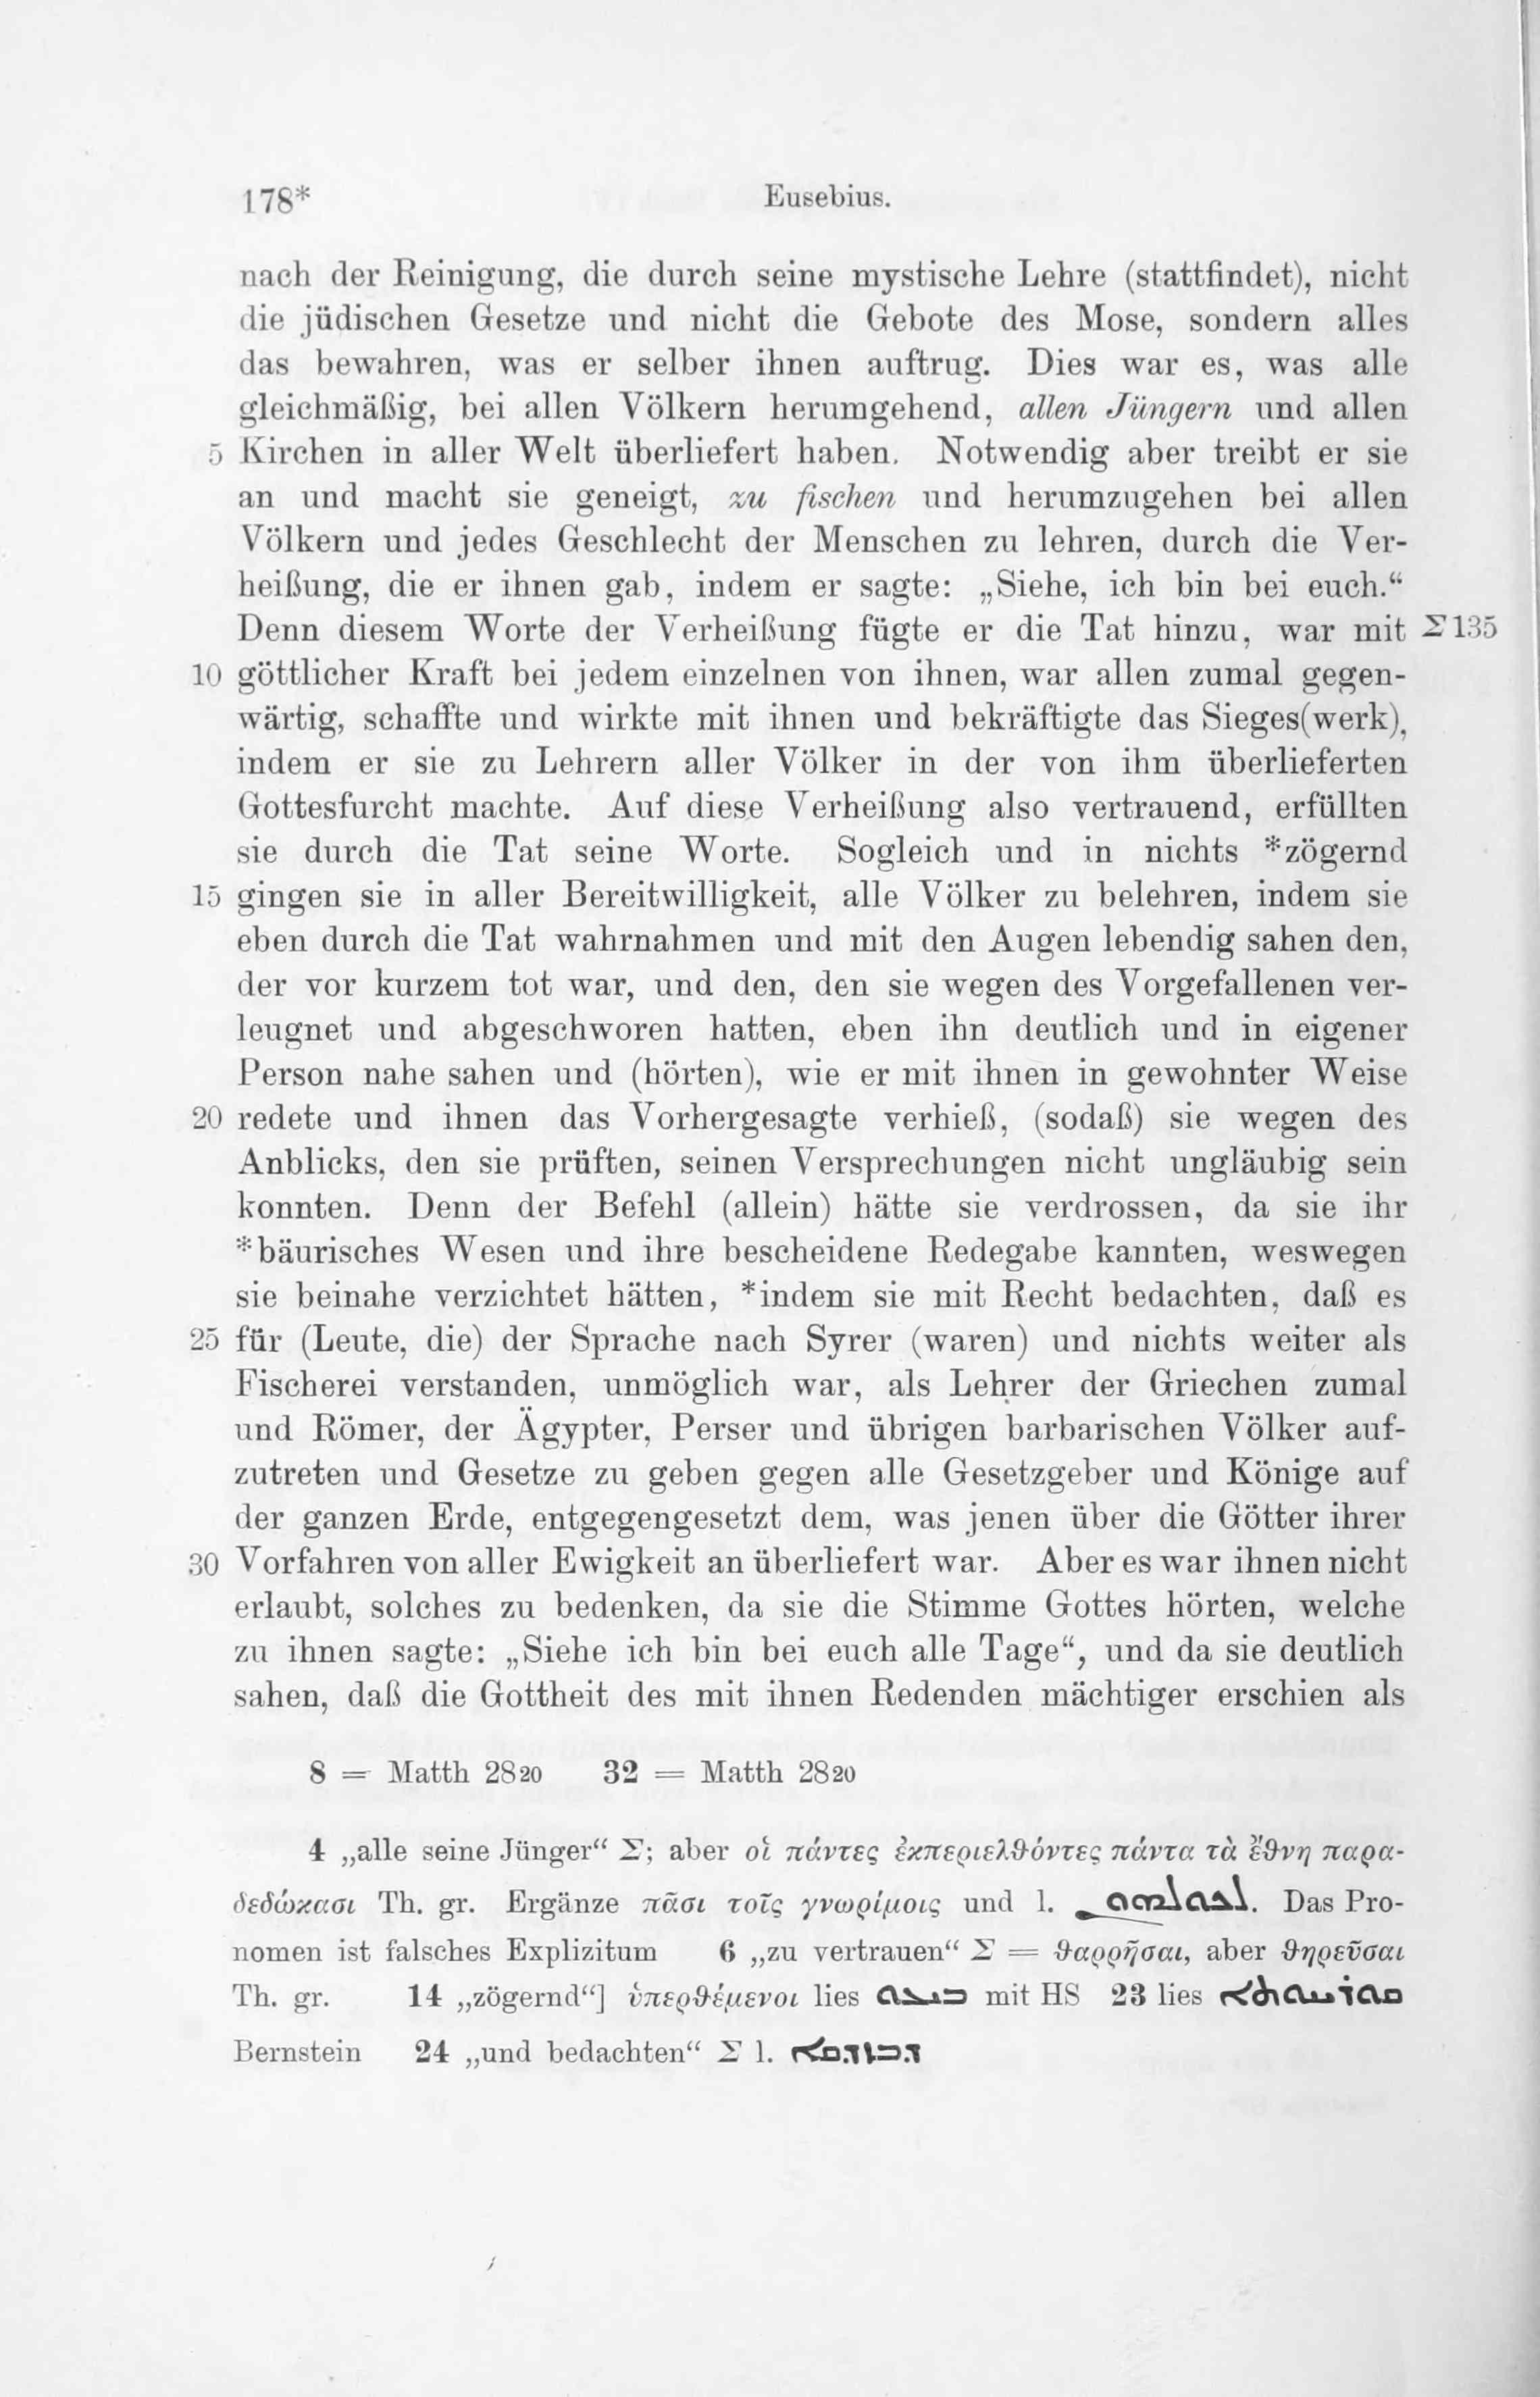 178* Eusebius.
nach der Reinigung, die durch seine mystische Lehre (stattfindet), nicht
die jüdischen Gesetze und nicht die Gebote des Mose, sondern alles
das bewahren, was er selber ihnen auftrug. Dies war es, was alle
gleichmäßig, bei allen Völkern herumgehend, allen Jüngern und allen
5 Kirchen in aller Welt überliefert haben. Notwendig aber treibt er sie
an und macht sie geneigt, zu fischen und herumzugehen bei allen
Völkern und jedes Geschlecht der Menschen zu lehren, durch die Ver-
heißung, die er ihnen gab, indem er sagte: „Siehe, ich bin bei euch.“
Denn diesem Worte der Verheißung fügte er die Tat hinzu, war mit Σ 135
10 göttlicher Kraft bei jedem einzelnen von ihnen, war allen zumal gegen-
wärtig, schaffte und wirkte mit ihnen und bekräftigte das Sieges(werk),
indem er sie zu Lehrern aller Völker in der von ihm überlieferten
Gottesfurcht machte. Auf diese Verheißung also vertrauend, erfüllten
sie durch die Tat seine Worte. Sogleich und in nichts *zögernd
15 gingen sie in aller Bereitwilligkeit, alle Völker zu belehren, indem sie
eben durch die Tat wahrnahmen und mit den Augen lebendig sahen den,
der vor kurzem tot war, und den, den sie wegen des Vorgefallenen ver-
leugnet und abgeschworen hatten, eben ihn deutlich und in eigener
Person nahe sahen und (hörten), wie er mit ihnen in gewohnter Weise
20 redete und ihnen das Vorhergesagte verhieß, (sodaß) sie wegen des
Anblicks, den sie prüften, seinen Versprechungen nicht ungläubig sein
konnten. Denn der Befehl (allein) hätte sie verdrossen, da sie ihr
*bäurisches Wesen und ihre bescheidene Redegabe kannten, weswegen
sie beinahe verzichtet hätten, *indem sie mit Recht bedachten, daß es
25 für (Leute, die) der Sprache nach Syrer (waren) und nichts weiter als
Fischerei verstanden, unmöglich war, als Lehrer der Griechen zumal
und Römer, der Ägypter, Perser und übrigen barbarischen Völker auf-
zutreten und Gesetze zu geben gegen alle Gesetzgeber und Könige auf
der ganzen Erde, entgegengesetzt dem, was jenen über die Götter ihrer
30 Vorfahren von aller Ewigkeit an überliefert war. Aber es war ihnen nicht
erlaubt, solches zu bedenken, da sie die Stimme Gottes hörten, welche
zu ihnen sagte: „Siehe ich bin bei euch alle Tage“, und da sie deutlich
sahen, daß die Gottheit des mit ihnen Redenden mächtiger erschien als
8 = Matth 28 20 32 = Matth 28 20
4 „alle seine Jünger“ Σ; aber οἱ πάντες ἐκπεριελθόντες πάντα τὰ ἔθνη παρα-
δεδώκασι Th. gr. Ergänze πᾶσι τοῖς γνωρίμοις und l. Das Pro-
nomen ist falsches Explizitum 6 „zu vertrauen“ Σ = θαρρῆσαι, aber θηρεῦσαι
Th. gr. 14 „zögernd“] ὑπερθέμενοι lies mit HS 23 lies
Bernstein 24 „und bedachten“ Σ l.